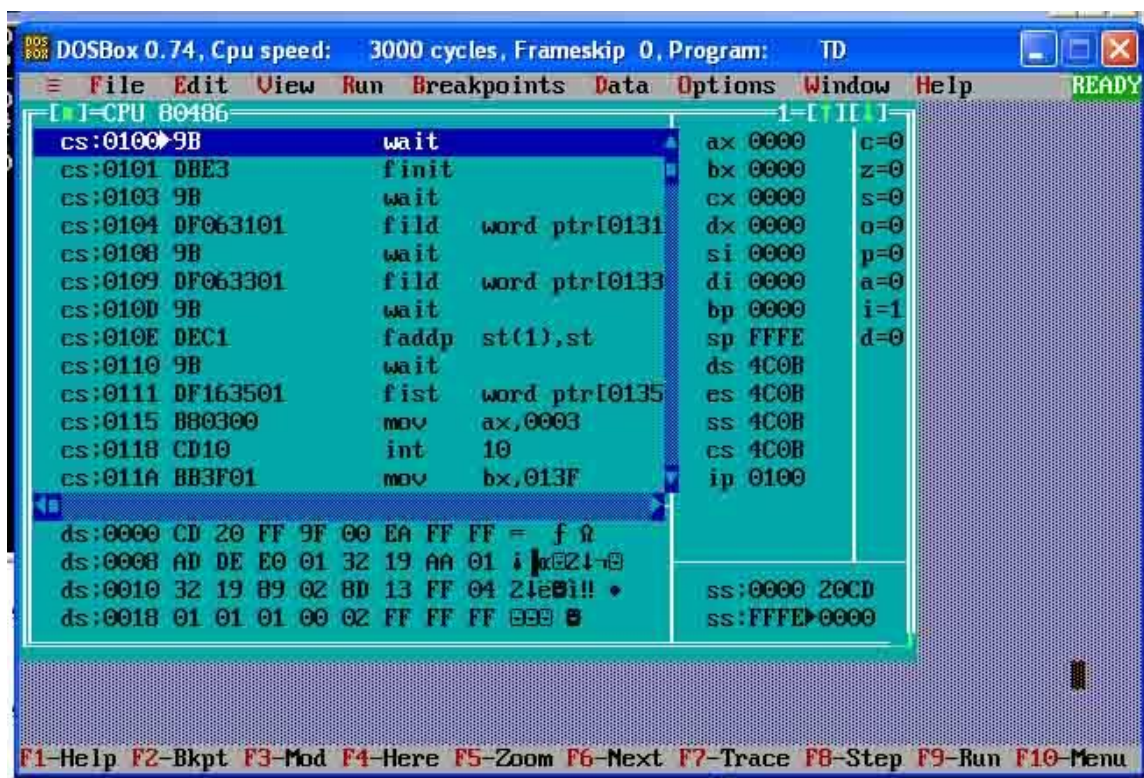 DOSBox 0.74, Cpu speed: 3000 cycles, Frameskip 0, Program: TD
≡ File Edit View Run Breakpoints Data Options Window Help READY
[■]=CPU 80486 1=[↑][↓]
cs:0100►9B wait ax 0000 c=0
cs:0101 DBE3 finit bx 0000 z=0
cs:0103 9B wait cx 0000 s=0
cs:0104 DF063101 fild word ptr[0131 dx 0000 o=0
cs:0108 9B wait si 0000 p=0
cs:0109 DF063301 fild word ptr[0133 di 0000 a=0
cs:010D 9B wait bp 0000 i=1
cs:010E DEC1 faddp st(1),st sp FFFE d=0
cs:0110 9B wait ds 4C0B
cs:0111 DF163501 fist word ptr[0135 es 4C0B
cs:0115 B80300 mov ax,0003 ss 4C0B
cs:0118 CD10 int 10 cs 4C0B
cs:011A BB3F01 mov bx,013F ip 0100
ds:0000 CD 20 FF 9F 00 EA FF FF = ƒ Ω
ds:0008 AD DE E0 01 32 19 AA 01
ds:0010 32 19 89 02 8D 13 FF 04 ss:0000 20CD
ds:0018 01 01 01 00 02 FF FF FF ss:FFFE►0000
F1-Help F2-Bkpt F3-Mod F4-Here F5-Zoom F6-Next F7-Trace F8-Step F9-Run F10-Menu